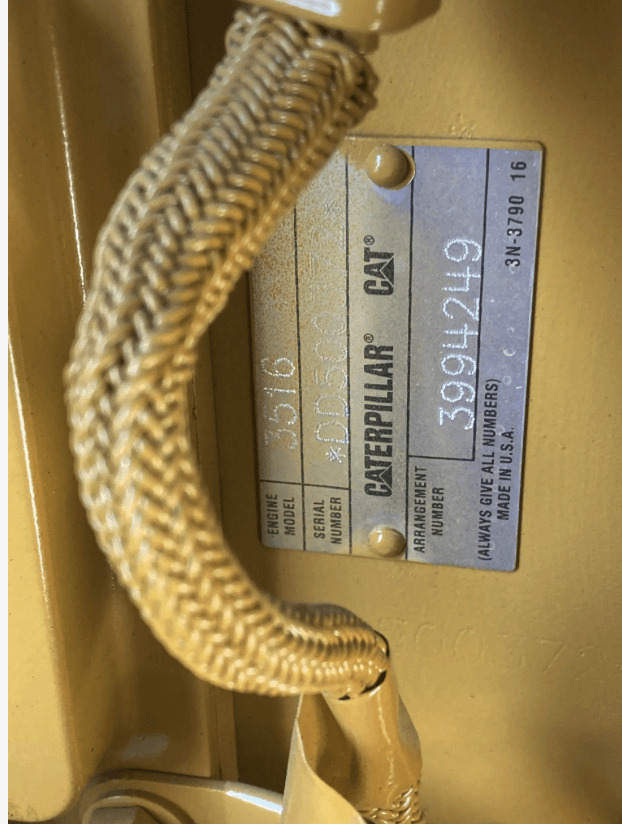 ENGINE
MODEL
3516
SERIAL
NUMBER
CATERPILLAR® CAT®
ARRANGEMENT
NUMBER
3994249
(ALWAYS GIVE ALL NUMBERS)
MADE IN U.S.A.
3N-3790 16